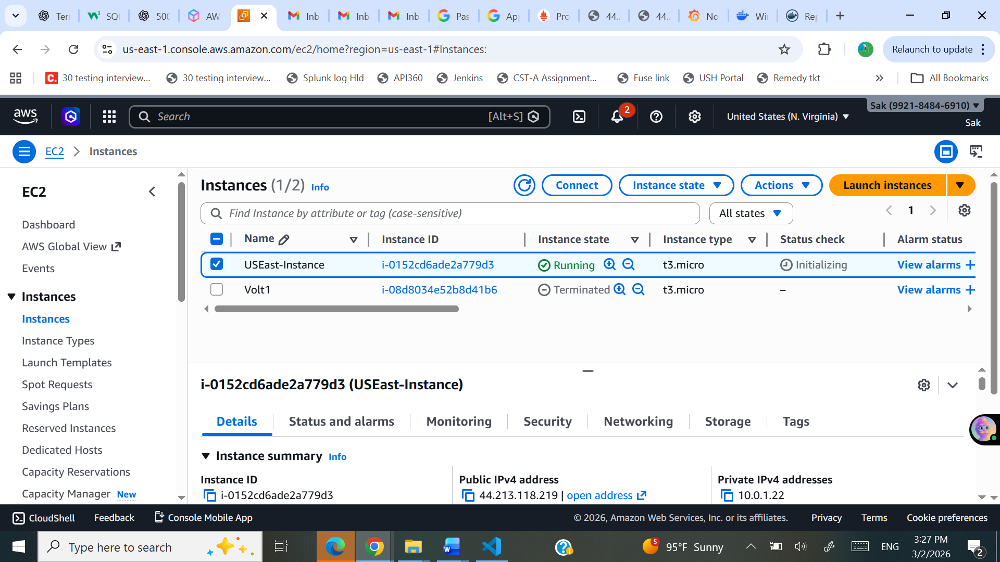 Teri
SQ
500
AW
Inb
Inb
Inb
Pas
App
Pro
44.
44.
No
Wi
Rep
us-east-1.console.aws.amazon.com/ec2/home?region=us-east-1#Instances:
Relaunch to update
30 testing interview...
30 testing interview...
Splunk log Hld
API360
Jenkins
CST-A Assignment...
Fuse link
USH Portal
Remedy tkt
All Bookmarks
aws
Search
[Alt+S]
2
United States (N. Virginia)
Sak (9921-8484-6910)
Sak
EC2
Instances
EC2
Dashboard
AWS Global View
Events
Instances
Instances
Instance Types
Launch Templates
Spot Requests
Savings Plans
Reserved Instances
Dedicated Hosts
Capacity Reservations
Capacity Manager New
Instances (1/2) Info
Connect
Instance state
Actions
Launch instances
Find Instance by attribute or tag (case-sensitive)
All states
1
Name Instance ID Instance state Instance type Status check Alarm status
USEast-Instance i-0152cd6ade2a779d3 Running t3.micro Initializing View alarms +
Volt1 i-08d8034e52b8d41b6 Terminated t3.micro – View alarms +
i-0152cd6ade2a779d3 (USEast-Instance)
Details Status and alarms Monitoring Security Networking Storage Tags
Instance summary Info
Instance ID
i-0152cd6ade2a779d3
Public IPv4 address
44.213.118.219 | open address
Private IPv4 addresses
10.0.1.22
CloudShell Feedback Console Mobile App
© 2026, Amazon Web Services, Inc. or its affiliates. Privacy Terms Cookie preferences
Type here to search
5
95°F Sunny
ENG
3:27 PM
3/2/2026
2